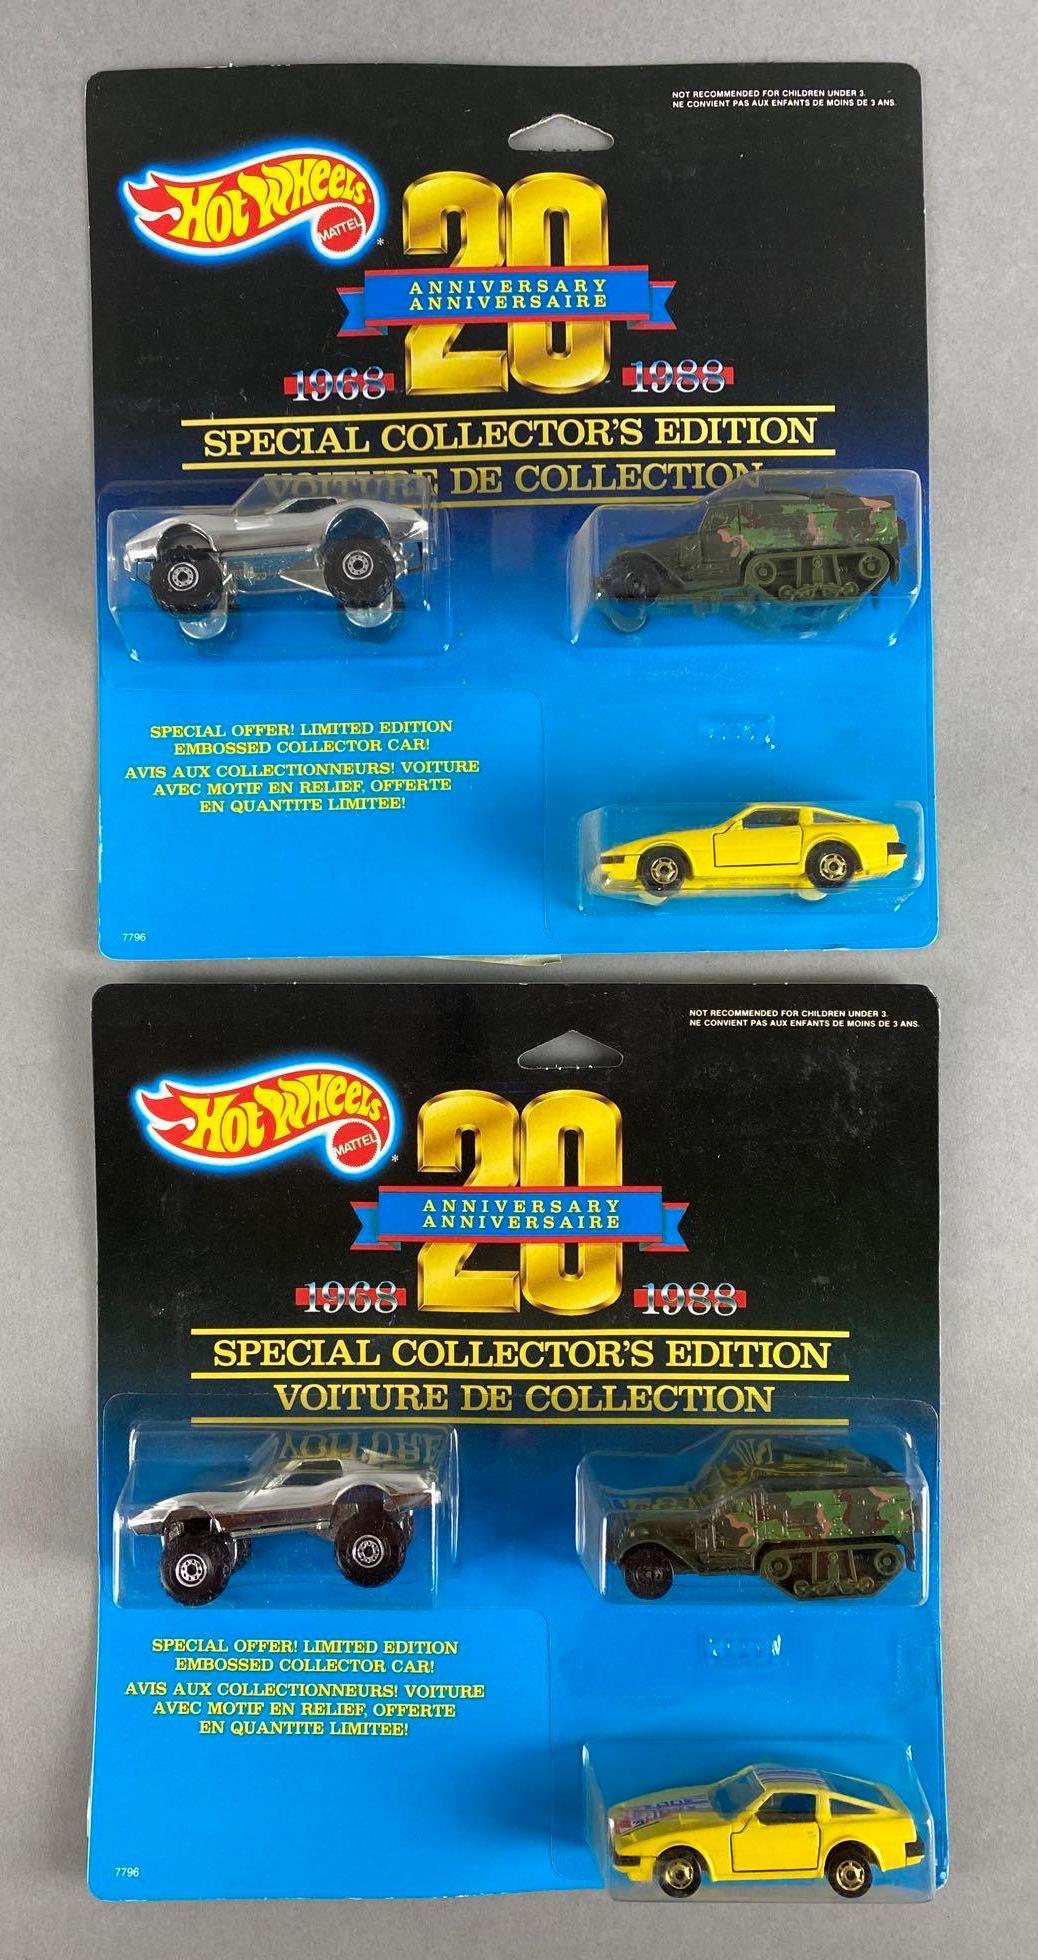 NOT RECOMMENDED FOR CHILDREN UNDER 3.
NE CONVIENT PAS AUX ENFANTS DE MOINS DE 3 ANS.
HOT WHEELS
MATTEL
20
ANNIVERSARY
ANNIVERSAIRE
1968 1988
SPECIAL COLLECTOR'S EDITION
VOITURE DE COLLECTION
SPECIAL OFFER! LIMITED EDITION
EMBOSSED COLLECTOR CAR!
AVIS AUX COLLECTIONNEURS! VOITURE
AVEC MOTIF EN RELIEF, OFFERTE
EN QUANTITE LIMITEE!
7796
NOT RECOMMENDED FOR CHILDREN UNDER 3.
NE CONVIENT PAS AUX ENFANTS DE MOINS DE 3 ANS.
HOT WHEELS
MATTEL
20
ANNIVERSARY
ANNIVERSAIRE
1968 1988
SPECIAL COLLECTOR'S EDITION
VOITURE DE COLLECTION
SPECIAL OFFER! LIMITED EDITION
EMBOSSED COLLECTOR CAR!
AVIS AUX COLLECTIONNEURS! VOITURE
AVEC MOTIF EN RELIEF, OFFERTE
EN QUANTITE LIMITEE!
7796